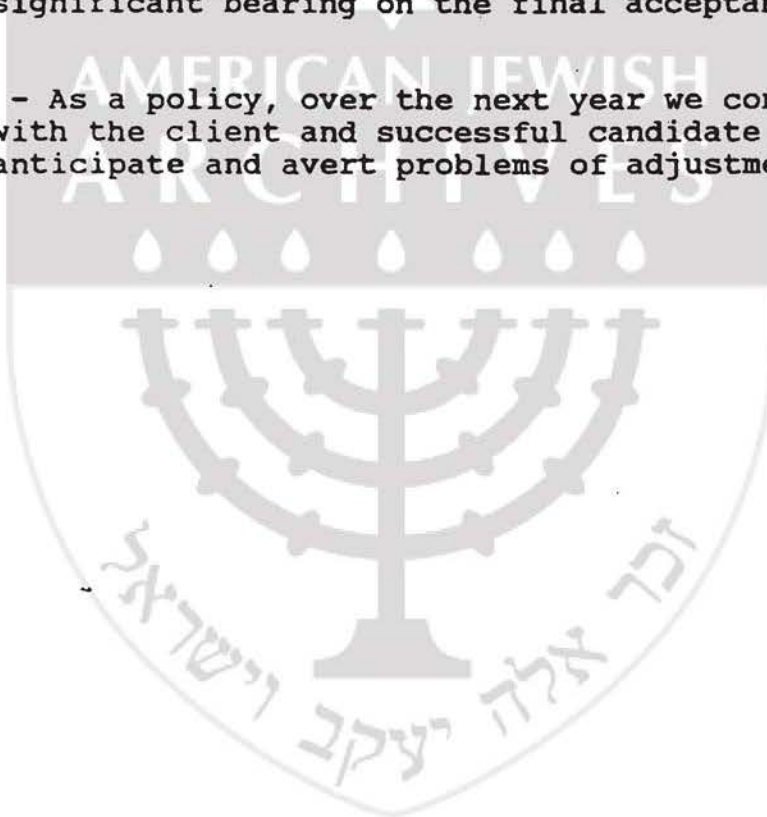 significant bearing on the final acceptan
AMERICAN JEWISH
- As a policy, over the next year we con
with the client and successful candidate
anticipate and avert problems of adjustme
ARCHIVES
זכר אלה יעקב וישראל